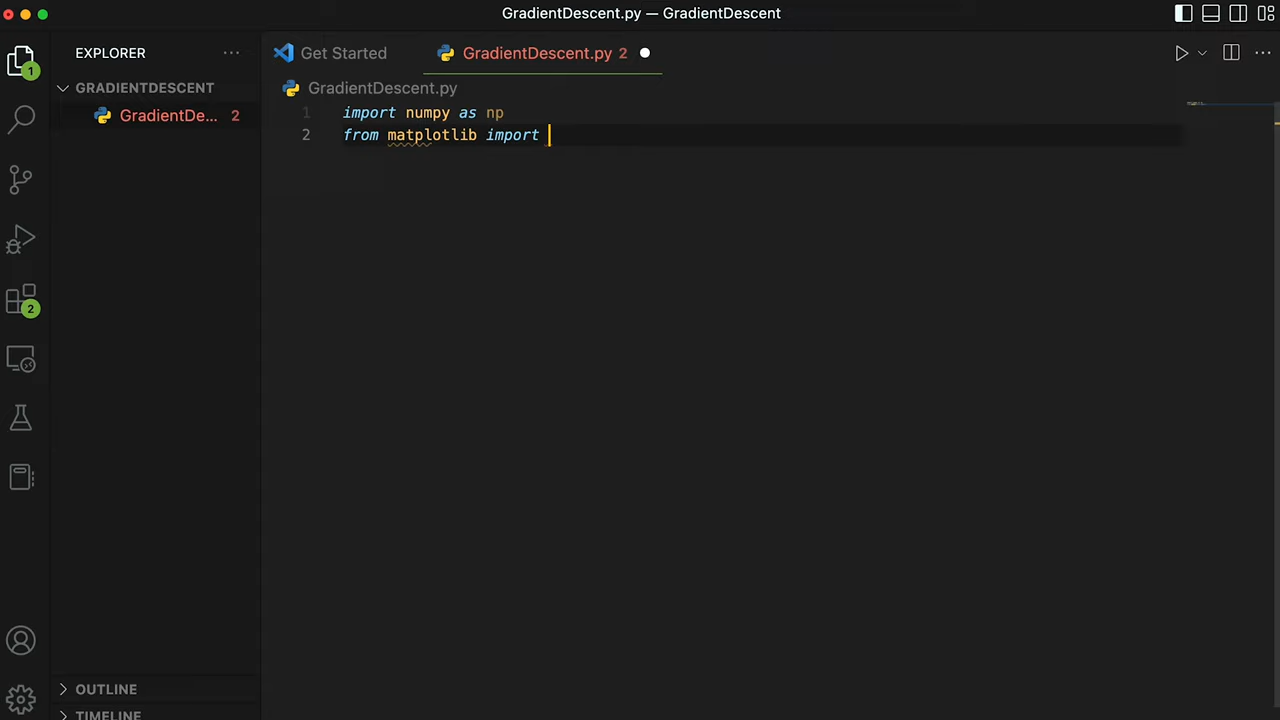 GradientDescent.py — GradientDescent
EXPLORER
GRADIENTDESCENT
GradientDe... 2
OUTLINE
TIMELINE
1
2
Get Started
GradientDescent.py 2
GradientDescent.py
1 import numpy as np
2 from matplotlib import